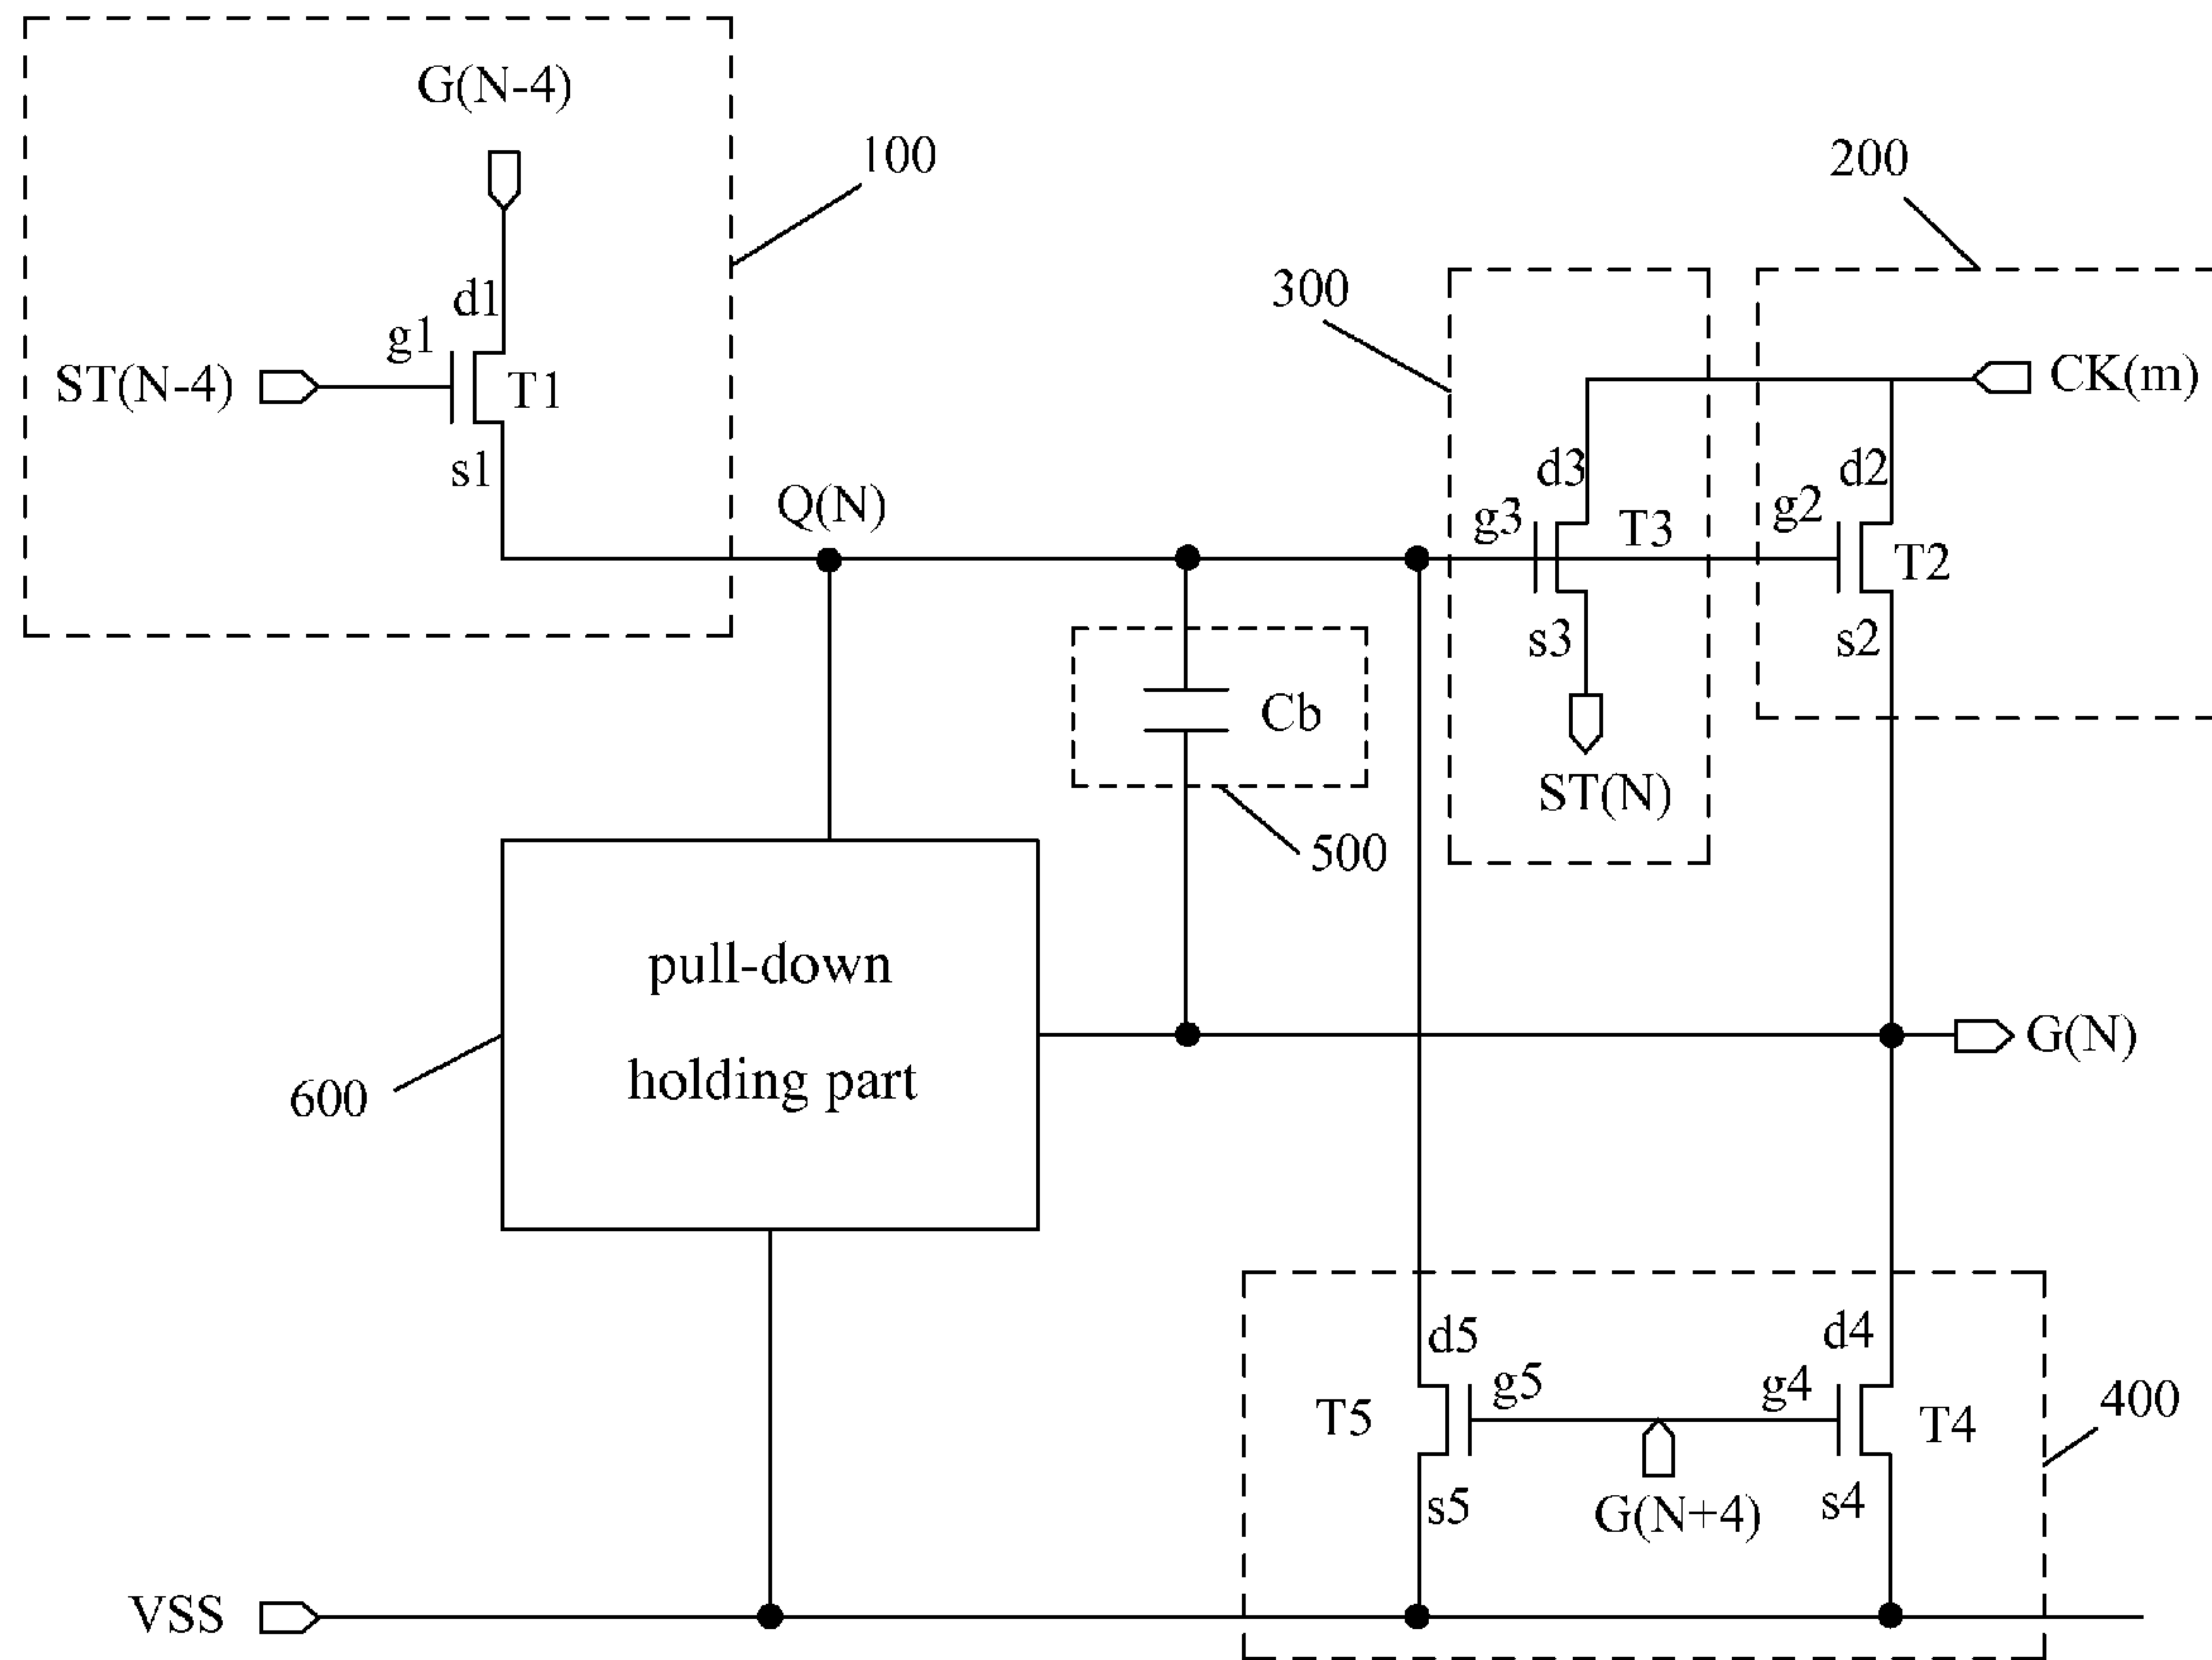 G(N-4)
100
200
d1
300
g1
ST(N-4)
T1
CK(m)
s1
d3
d2
Q(N)
g3
T3
g2
T2
s3
s2
Cb
ST(N)
500
pull-down
holding part
G(N)
600
d5
d4
g5
g4
400
T5
T4
s5
G(N+4)
s4
VSS